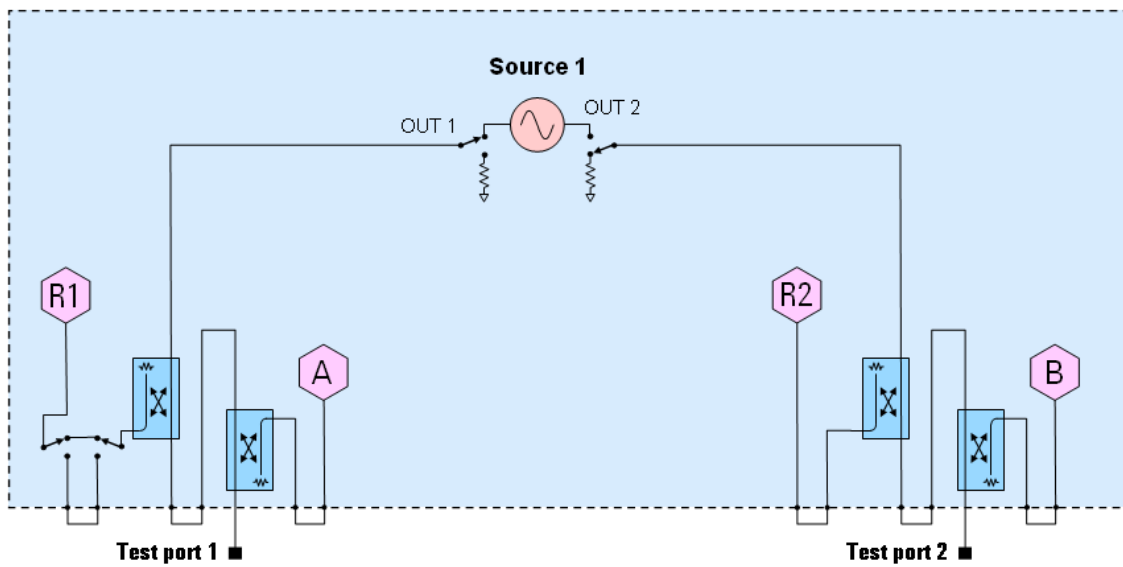 Source 1
OUT 1
OUT 2
R1
R2
A
B
Test port 1
Test port 2